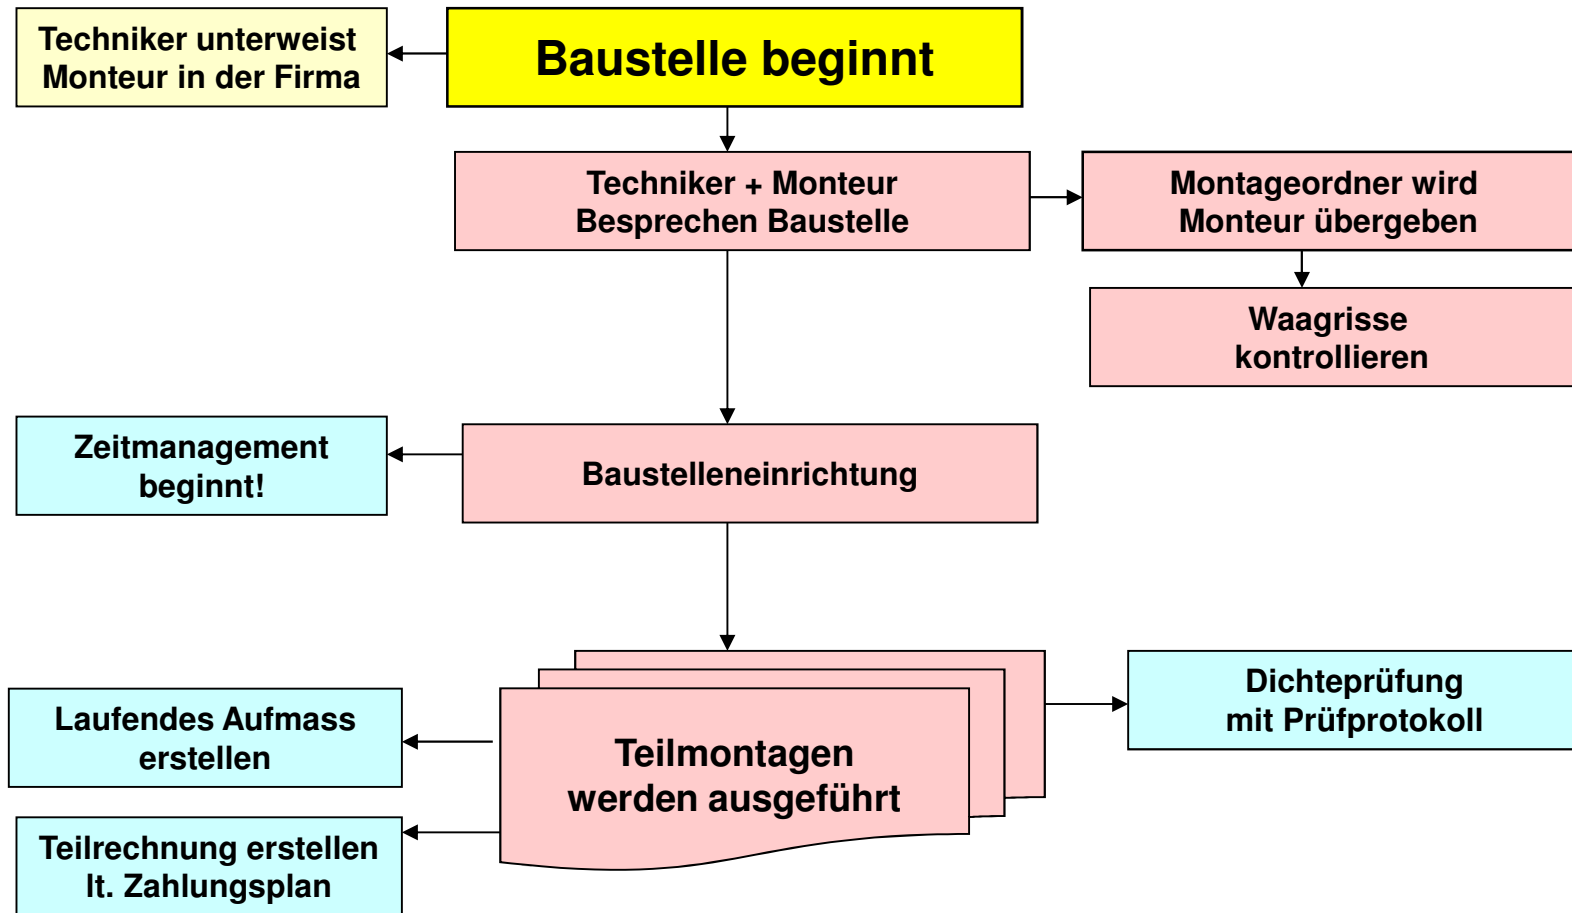 Techniker unterweist
Monteur in der Firma
Baustelle beginnt
Techniker + Monteur
Besprechen Baustelle
Montageordner wird
Monteur übergeben
Waagrisse
kontrollieren
Zeitmanagement
beginnt!
Baustelleneinrichtung
Dichteprüfung
mit Prüfprotokoll
Laufendes Aufmass
erstellen
Teilmontagen
werden ausgeführt
Teilrechnung erstellen
lt. Zahlungsplan